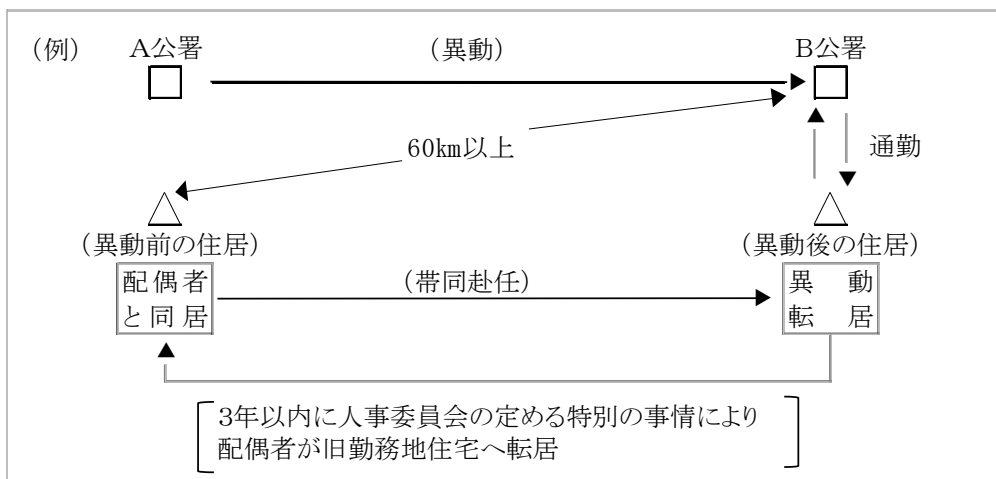 (例) A公署 (異動) B公署
60㎞以上
通勤
(異動前の住居) (異動後の住居)
配偶者 (帯同赴任) 異動
と同居 転居
3年以内に人事委員会の定める特別の事情により
配偶者が旧勤務地住宅へ転居